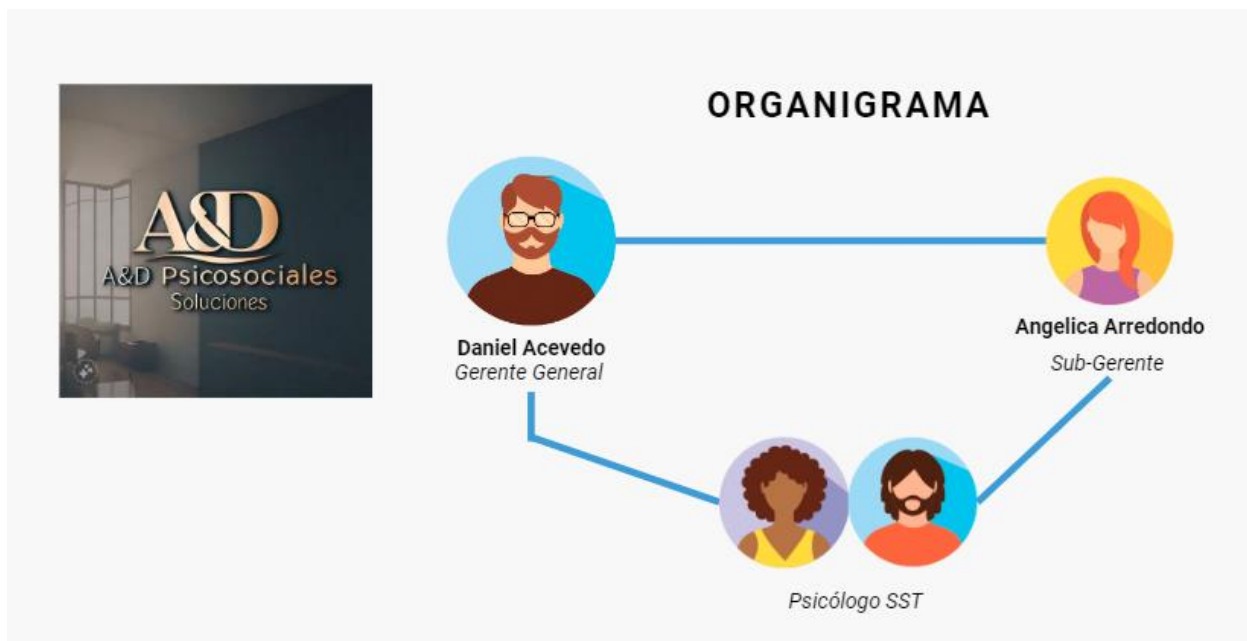 ORGANIGRAMA
A&D
A&D Psicosociales
Soluciones
Daniel Acevedo
Gerente General
Angelica Arredondo
Sub-Gerente
Psicólogo SST